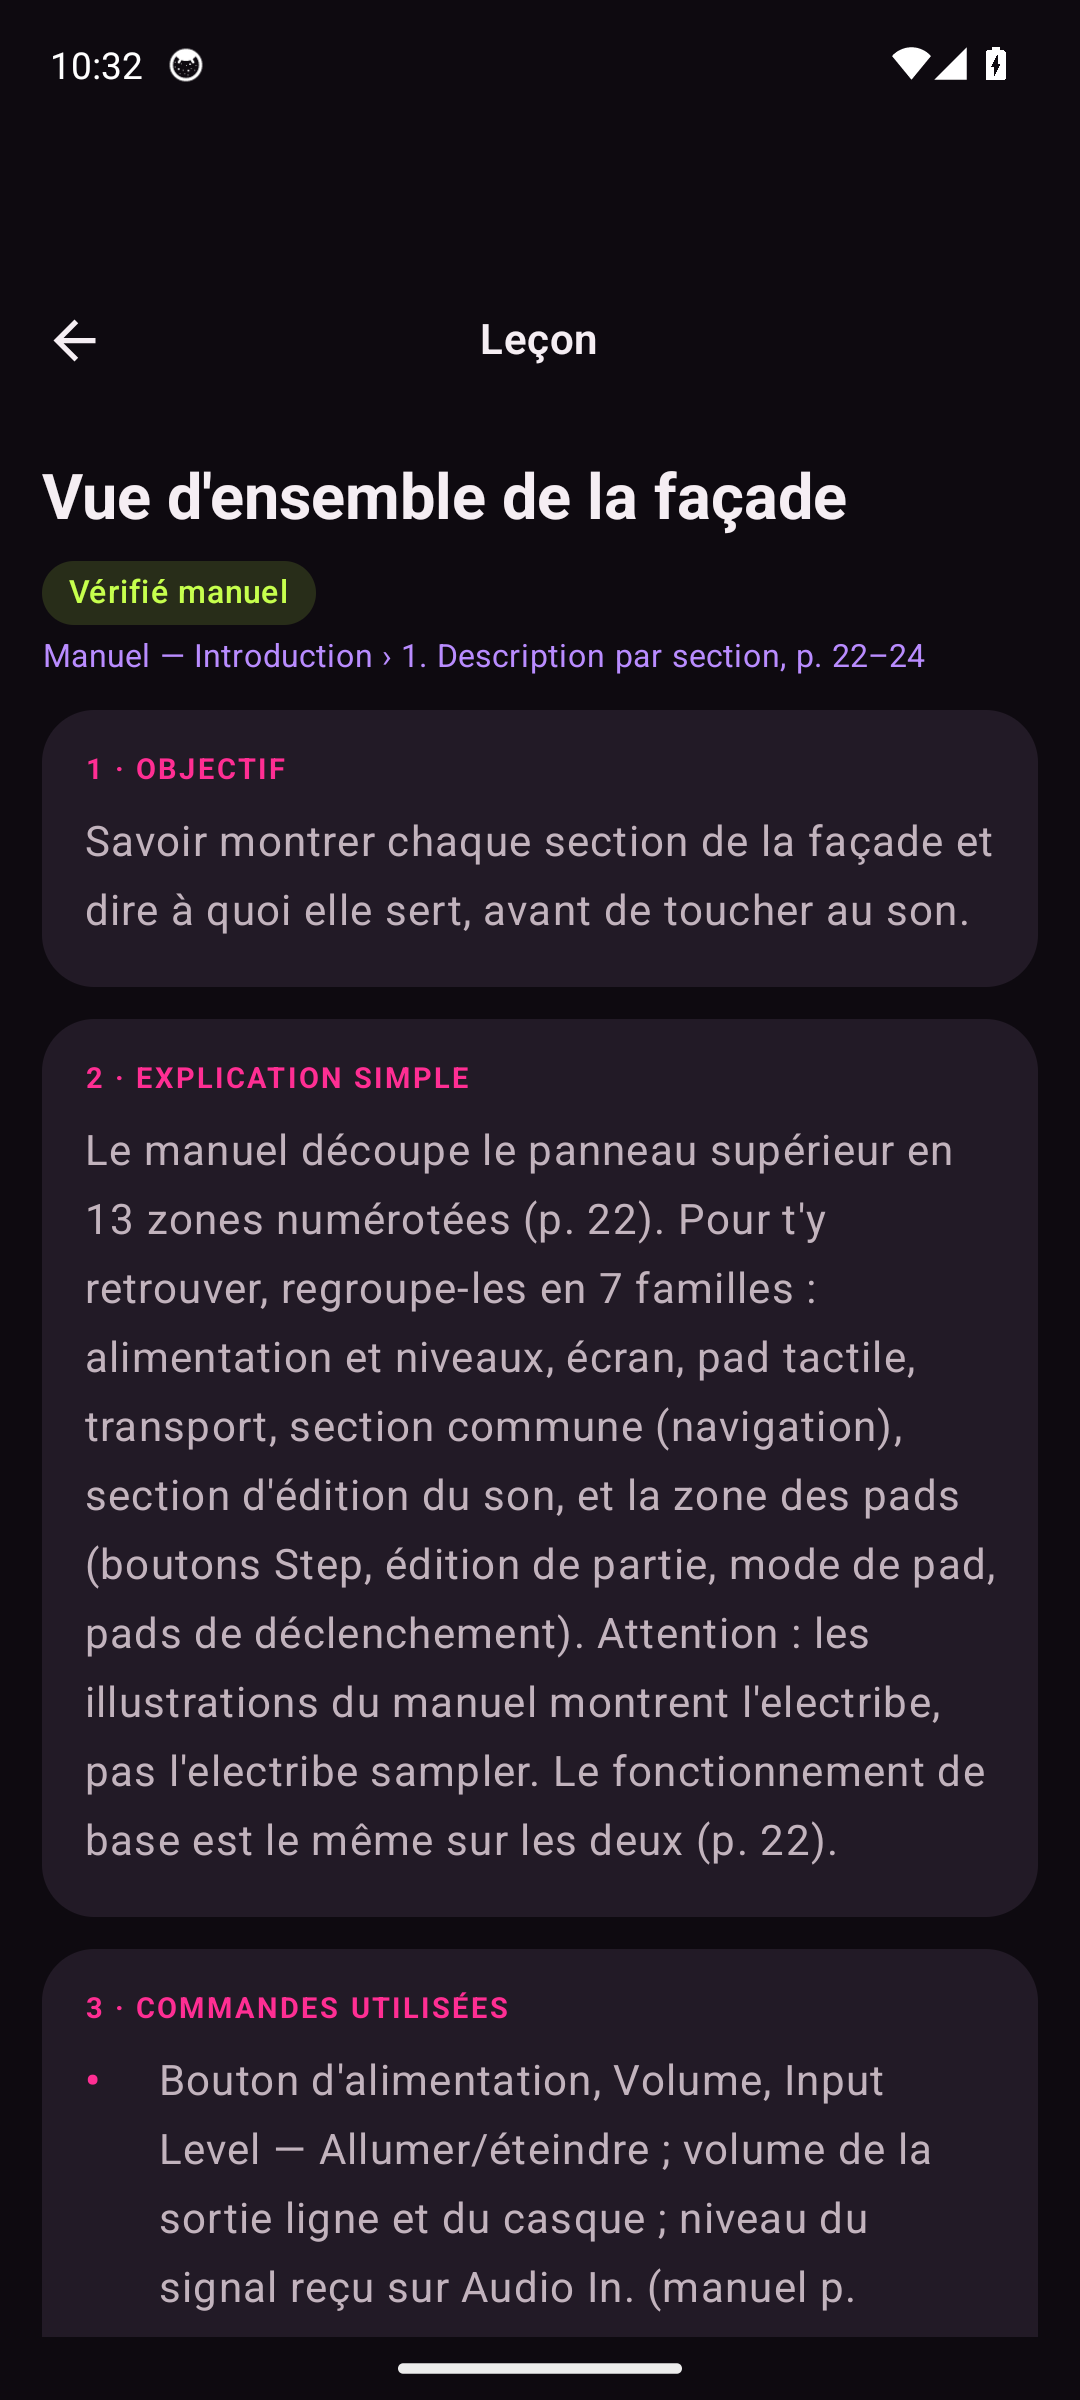 10:32
Leçon
Vue d'ensemble de la façade
Vérifié manuel
Manuel — Introduction › 1. Description par section, p. 22–24
1 · OBJECTIF
Savoir montrer chaque section de la façade et
dire à quoi elle sert, avant de toucher au son.
2 · EXPLICATION SIMPLE
Le manuel découpe le panneau supérieur en
13 zones numérotées (p. 22). Pour t'y
retrouver, regroupe-les en 7 familles :
alimentation et niveaux, écran, pad tactile,
transport, section commune (navigation),
section d'édition du son, et la zone des pads
(boutons Step, édition de partie, mode de pad,
pads de déclenchement). Attention : les
illustrations du manuel montrent l'electribe,
pas l'electribe sampler. Le fonctionnement de
base est le même sur les deux (p. 22).
3 · COMMANDES UTILISÉES
• Bouton d'alimentation, Volume, Input
Level — Allumer/éteindre ; volume de la
sortie ligne et du casque ; niveau du
signal reçu sur Audio In. (manuel p.